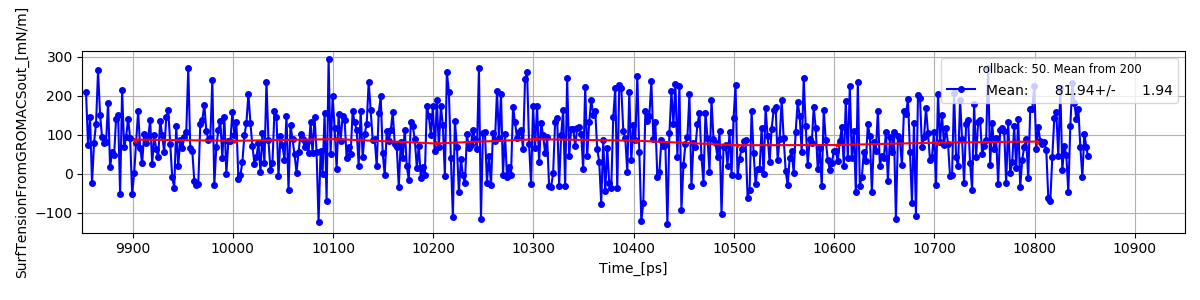 SurfTensionFromGROMACSout_[mN/m]
300
200
100
0
−100
rollback: 50. Mean from 200
Mean: 81.94+/- 1.94
9900 10000 10100 10200 10300 10400 10500 10600 10700 10800 10900
Time_[ps]